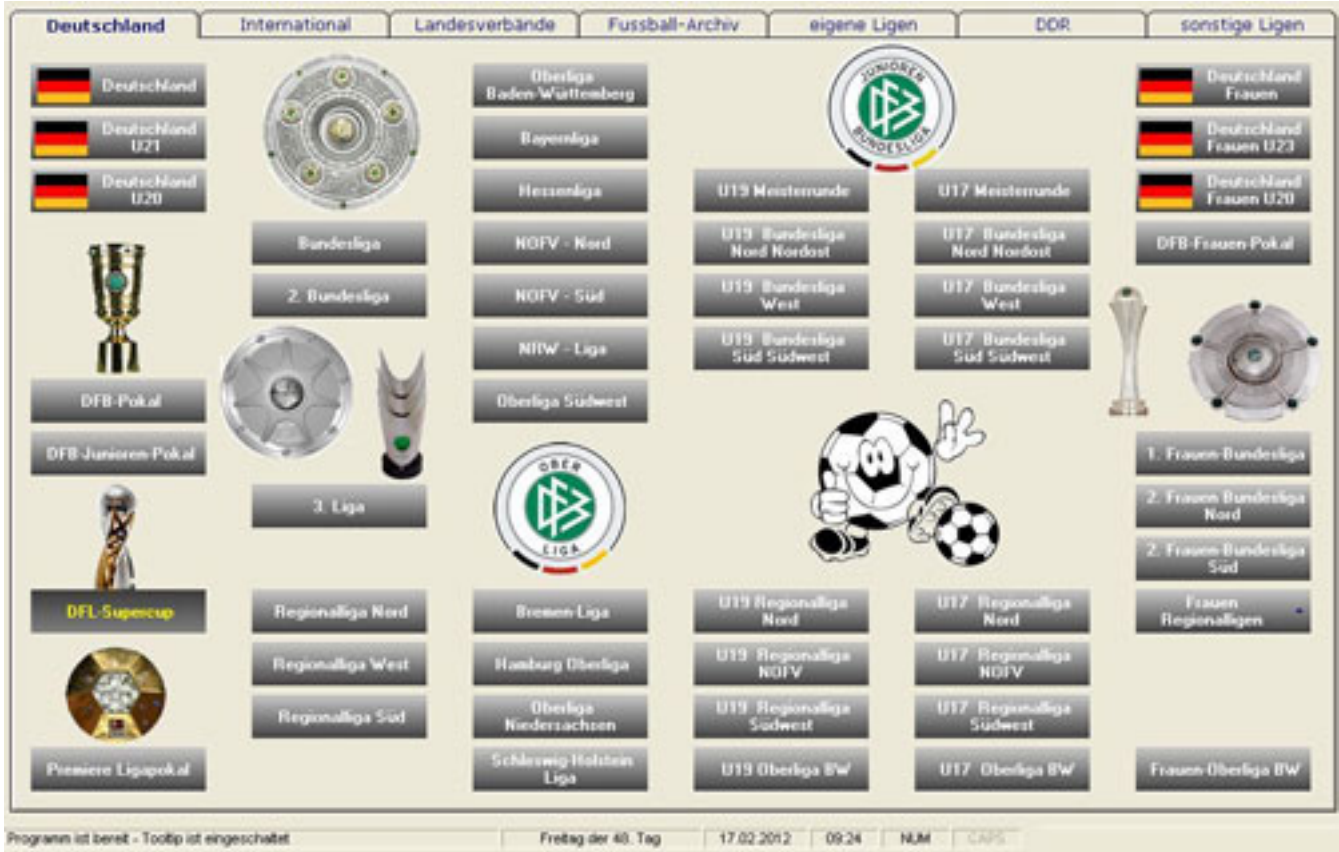 Deutschland
International
Landesverbände
Fussball-Archiv
eigene Ligen
DDR
sonstige Ligen
Deutschland
Deutschland
U21
Deutschland
U20
DFB-Pokal
DFB-Junioren-Pokal
DFL-Supercup
Premiere Ligapokal
Bundesliga
2. Bundesliga
3. Liga
Regionalliga Nord
Regionalliga West
Regionalliga Süd
Oberliga
Baden-Württemberg
Bayernliga
Hessenliga
NOFV - Nord
NOFV - Süd
NRW - Liga
Oberliga Südwest
OBER
DFB
LIGA
Bremen-Liga
Hamburg Oberliga
Oberliga
Niedersachsen
Schleswig-Holstein
Liga
JUNIOREN
DFB
BUNDESLIGA
U19 Meisterrunde
U19 Bundesliga
Nord Nordost
U19 Bundesliga
West
U19 Bundesliga
Süd Südwest
U17 Meisterrunde
U17 Bundesliga
Nord Nordost
U17 Bundesliga
West
U17 Bundesliga
Süd Südwest
U19 Regionalliga
Nord
U19 Regionalliga
NOFV
U19 Regionalliga
Südwest
U19 Oberliga BW
U17 Regionalliga
Nord
U17 Regionalliga
NOFV
U17 Regionalliga
Südwest
U17 Oberliga BW
Deutschland
Frauen
Deutschland
Frauen U23
Deutschland
Frauen U20
DFB-Frauen-Pokal
1. Frauen-Bundesliga
2. Frauen Bundesliga
Nord
2. Frauen-Bundesliga
Süd
Frauen
Regionalligen
Frauen-Oberliga BW
Programm ist bereit - Tooltip ist eingeschaltet
Freitag der 48. Tag
17.02.2012
09:24
NUM
CAPS